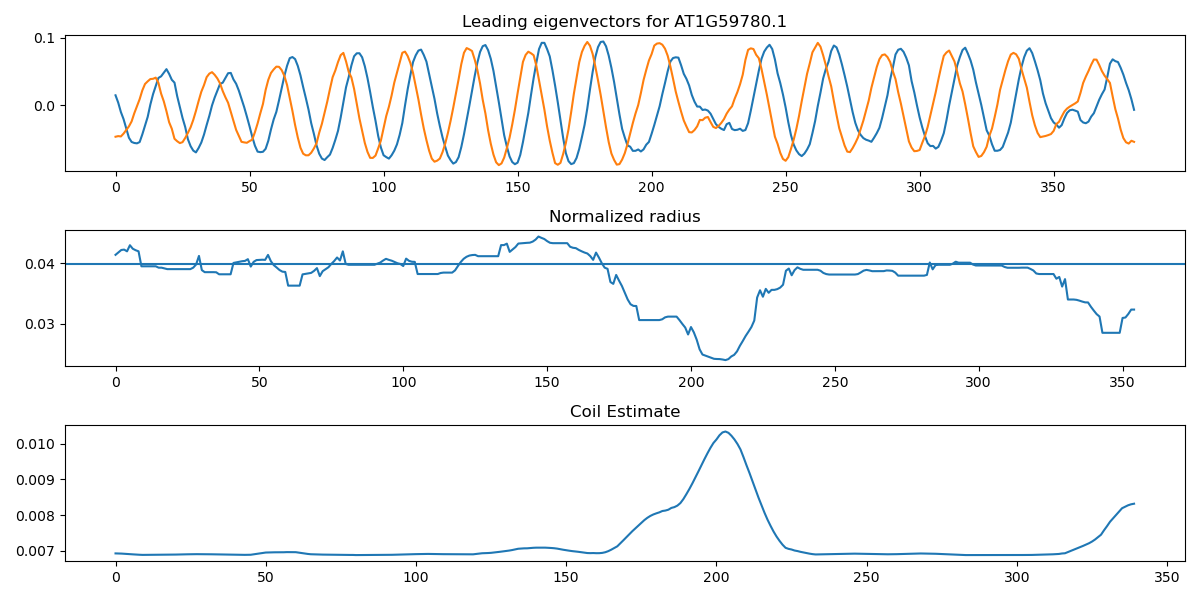 Leading eigenvectors for AT1G59780.1
0.1
0.0
0 50 100 150 200 250 300 350
Normalized radius
0.04
0.03
0 50 100 150 200 250 300 350
Coil Estimate
0.010
0.009
0.008
0.007
0 50 100 150 200 250 300 350